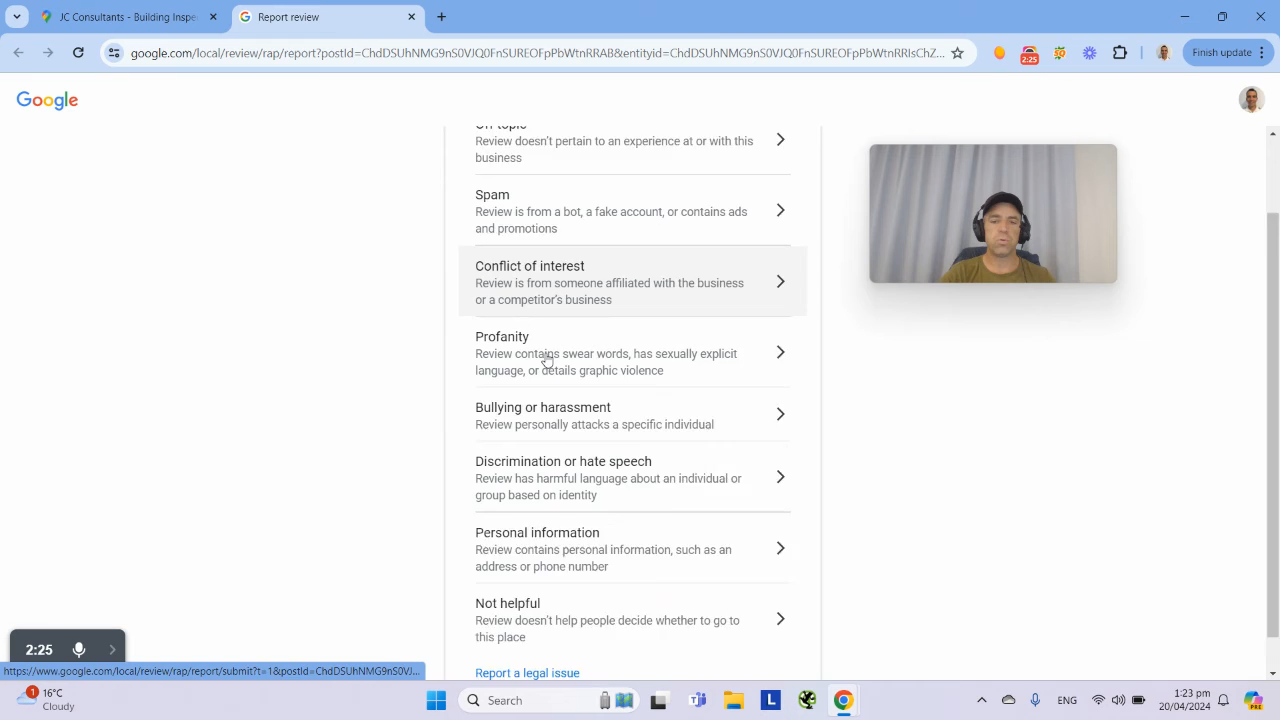 JC Consultants - Building Inspe
Report review
google.com/local/review/rap/report?postId=ChdDSUhNMG9nS0VJQ0FnSUREOFpPbWtnRRAB&entityid=ChdDSUhNMG9nS0VJQ0FnSUREOFpPbWtnRRIsChZ...
2:25
Finish update
Google
Off topic
Review doesn't pertain to an experience at or with this
business
Spam
Review is from a bot, a fake account, or contains ads
and promotions
Conflict of interest
Review is from someone affiliated with the business
or a competitor's business
Profanity
Review contains swear words, has sexually explicit
language, or details graphic violence
Bullying or harassment
Review personally attacks a specific individual
Discrimination or hate speech
Review has harmful language about an individual or
group based on identity
Personal information
Review contains personal information, such as an
address or phone number
Not helpful
Review doesn't help people decide whether to go to
this place
Report a legal issue
2:25
https://www.google.com/local/review/rap/report/submit?t=1&postId=ChdDSUhNMG9nS0VJ...
1
16°C
Cloudy
Search
L
ENG
1:23 pm
20/04/2024
PRE